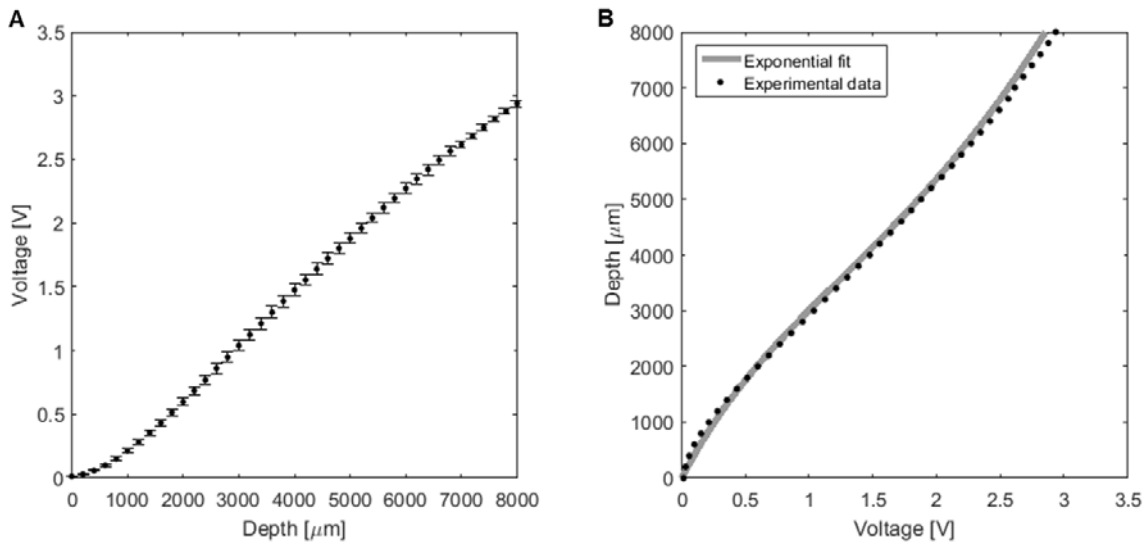 A
3.5
3
2.5
2
1.5
1
0.5
0
0 1000 2000 3000 4000 5000 6000 7000 8000
Depth [μm]
Voltage [V]
B
8000
7000
6000
5000
4000
3000
2000
1000
0
0 0.5 1 1.5 2 2.5 3 3.5
Voltage [V]
Depth [μm]
Exponential fit
Experimental data